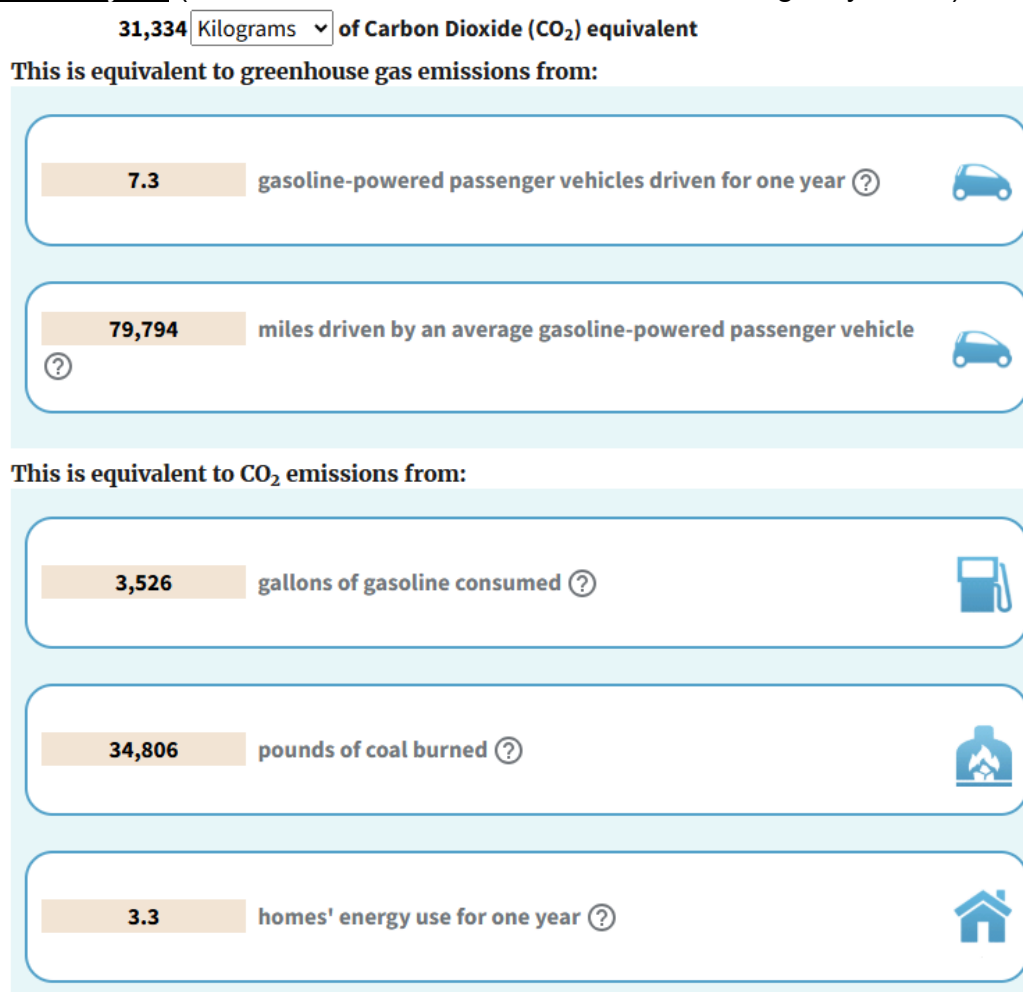 31,334 Kilograms of Carbon Dioxide (CO₂) equivalent
This is equivalent to greenhouse gas emissions from:
7.3 gasoline-powered passenger vehicles driven for one year ?
79,794 miles driven by an average gasoline-powered passenger vehicle
?
This is equivalent to CO₂ emissions from:
3,526 gallons of gasoline consumed ?
34,806 pounds of coal burned ?
3.3 homes' energy use for one year ?